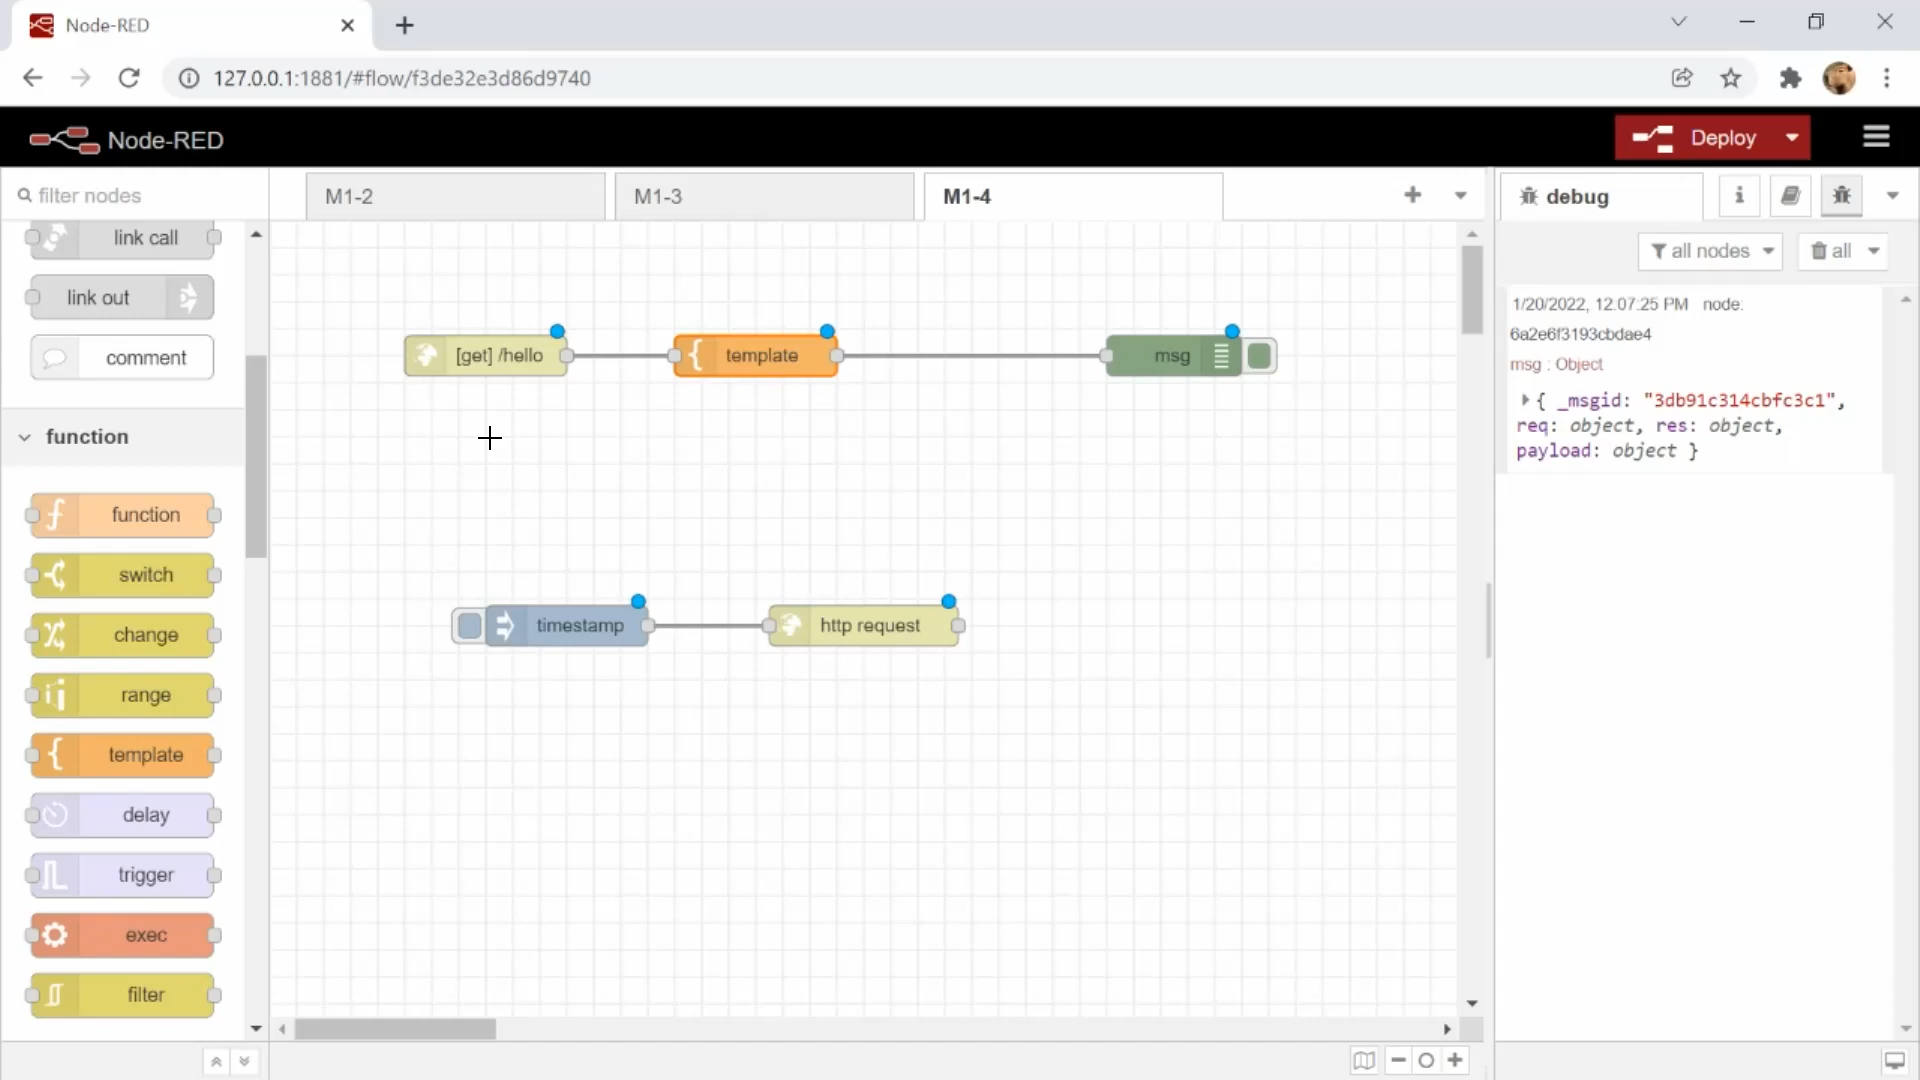 Node-RED
127.0.0.1:1881/#flow/f3de32e3d86d9740
Node-RED
Deploy
filter nodes
M1-2
M1-3
M1-4
debug
i
all nodes
all
link call
link out
comment
function
function
switch
change
range
template
delay
trigger
exec
filter
[get] /hello
template
msg
timestamp
http request
1/20/2022, 12:07:25 PM node:
6a2e6f3193cbdae4
msg : Object
{ _msgid: "3db91c314cbfc3c1",
req: object, res: object,
payload: object }